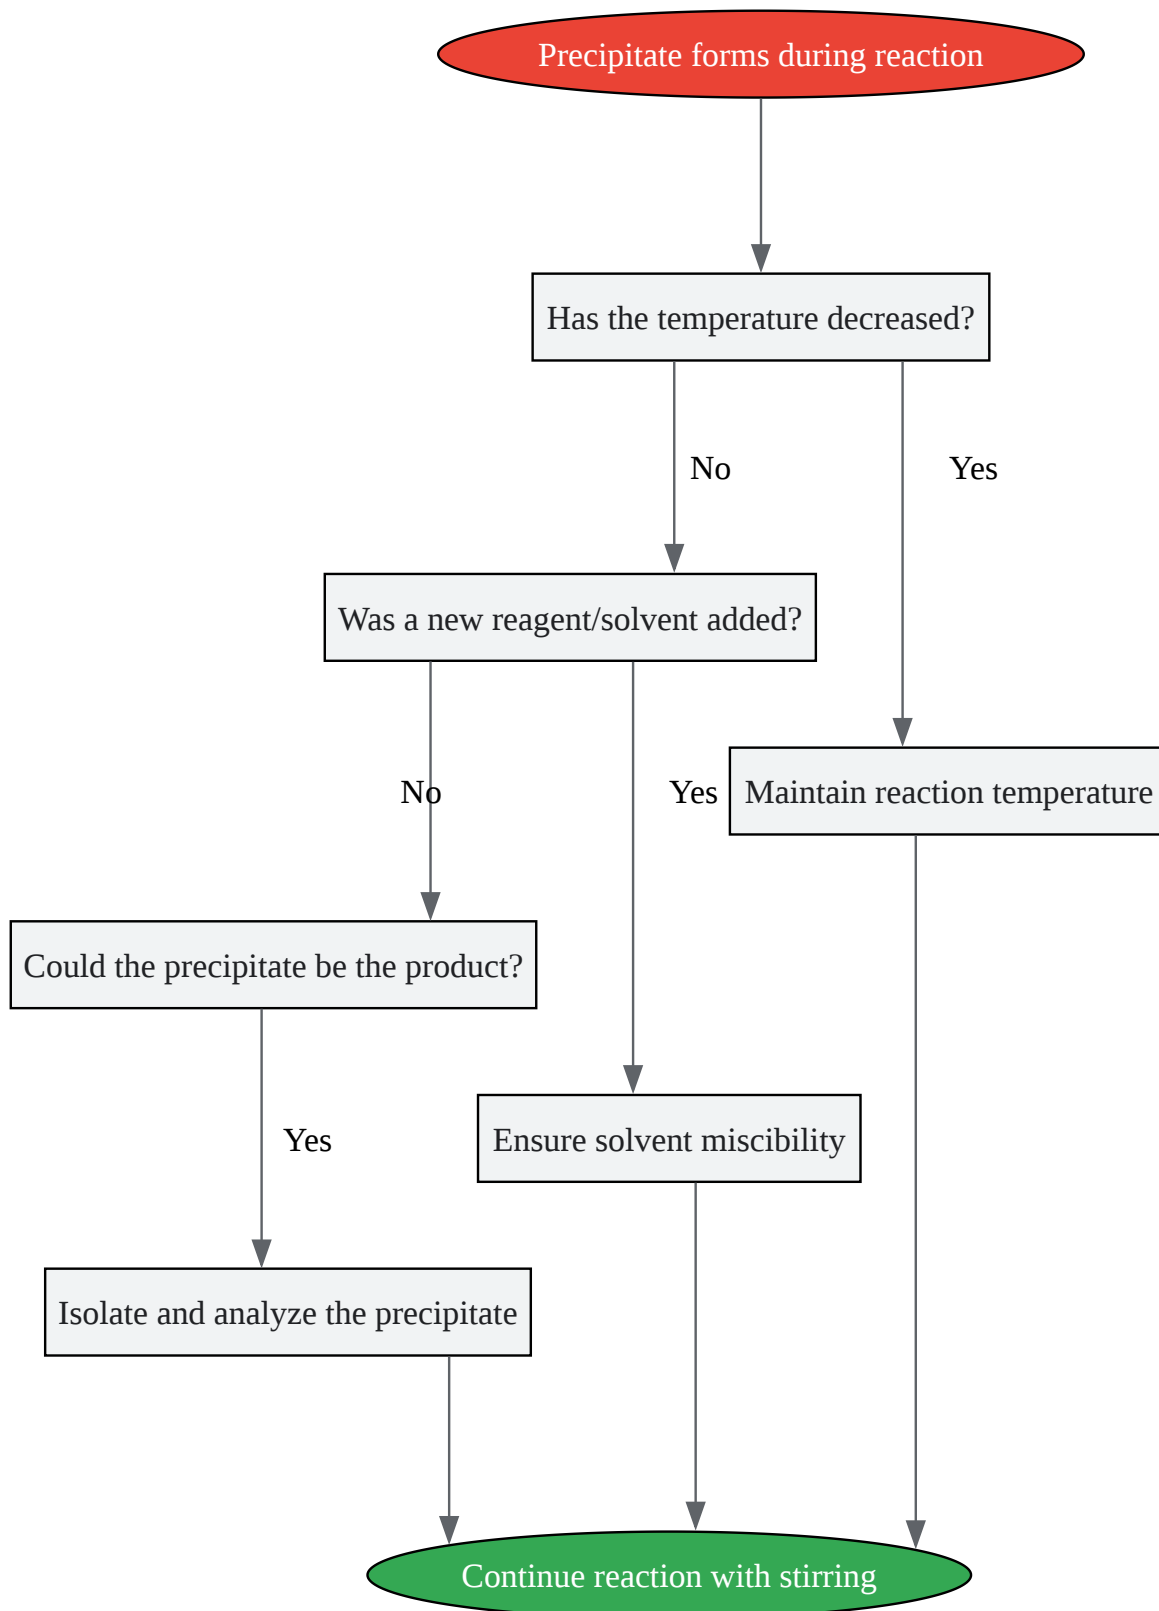 Precipitate forms during reaction
Has the temperature decreased?
No
Yes
Was a new reagent/solvent added?
No
Yes
Maintain reaction temperature
Could the precipitate be the product?
Yes
Ensure solvent miscibility
Isolate and analyze the precipitate
Continue reaction with stirring